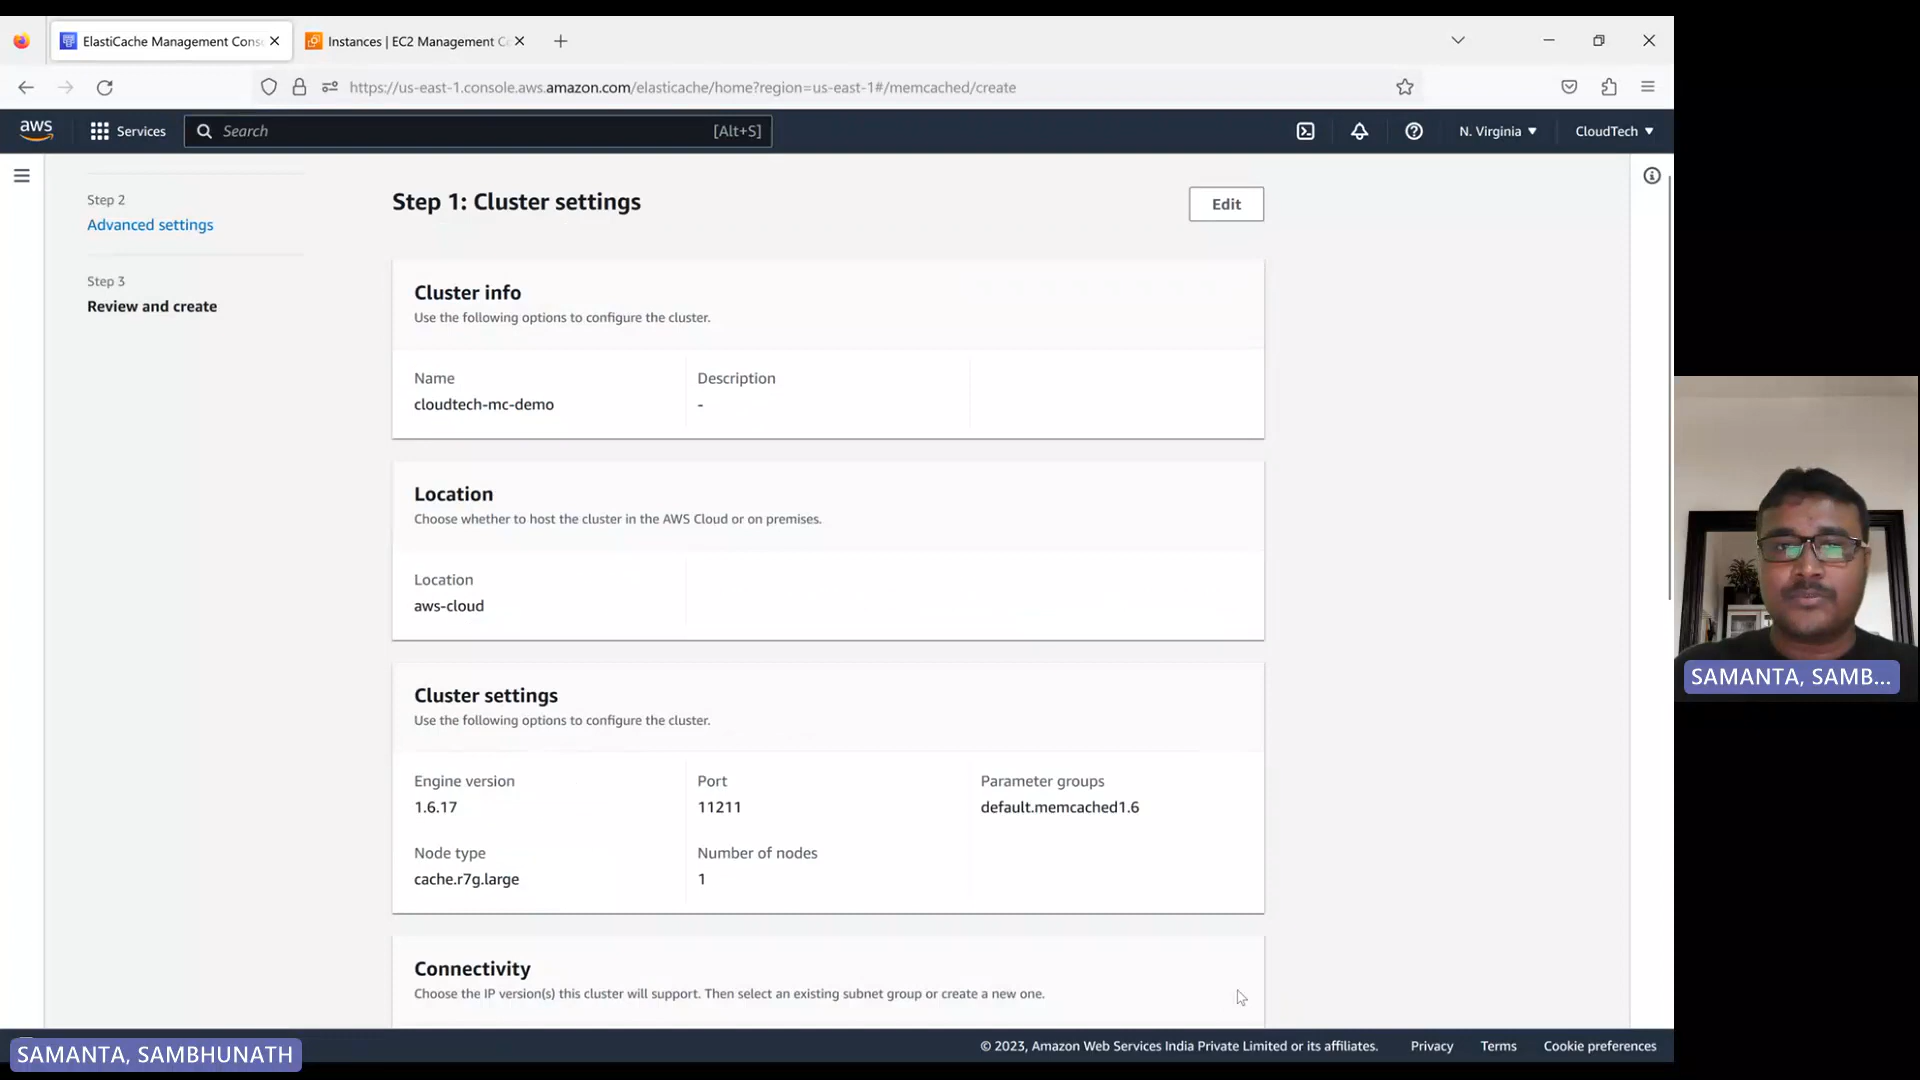 ElastiCache Management Cons
Instances | EC2 Management C
https://us-east-1.console.aws.amazon.com/elasticache/home?region=us-east-1#/memcached/create
aws
Services
Search
[Alt+S]
N. Virginia
CloudTech
Step 2
Advanced settings
Step 3
Review and create
Step 1: Cluster settings
Edit
Cluster info
Use the following options to configure the cluster.
Name
Description
cloudtech-mc-demo
-
Location
Choose whether to host the cluster in the AWS Cloud or on premises.
Location
aws-cloud
Cluster settings
Use the following options to configure the cluster.
Engine version
Port
Parameter groups
1.6.17
11211
default.memcached1.6
Node type
Number of nodes
cache.r7g.large
1
Connectivity
Choose the IP version(s) this cluster will support. Then select an existing subnet group or create a new one.
© 2023, Amazon Web Services India Private Limited or its affiliates.
Privacy
Terms
Cookie preferences
SAMANTA, SAMBHUNATH
SAMANTA, SAMB...